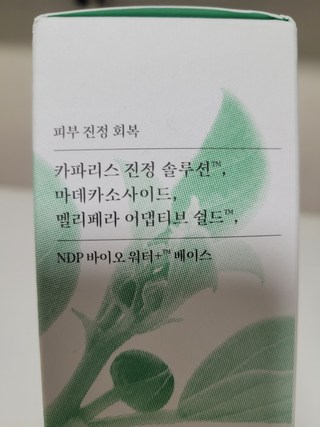 피부 진정 회복
카파리스 진정 솔루션™,
마데카소사이드,
멜리페라 어댑티브 쉴드™,
NDP 바이오 워터+™ 베이스